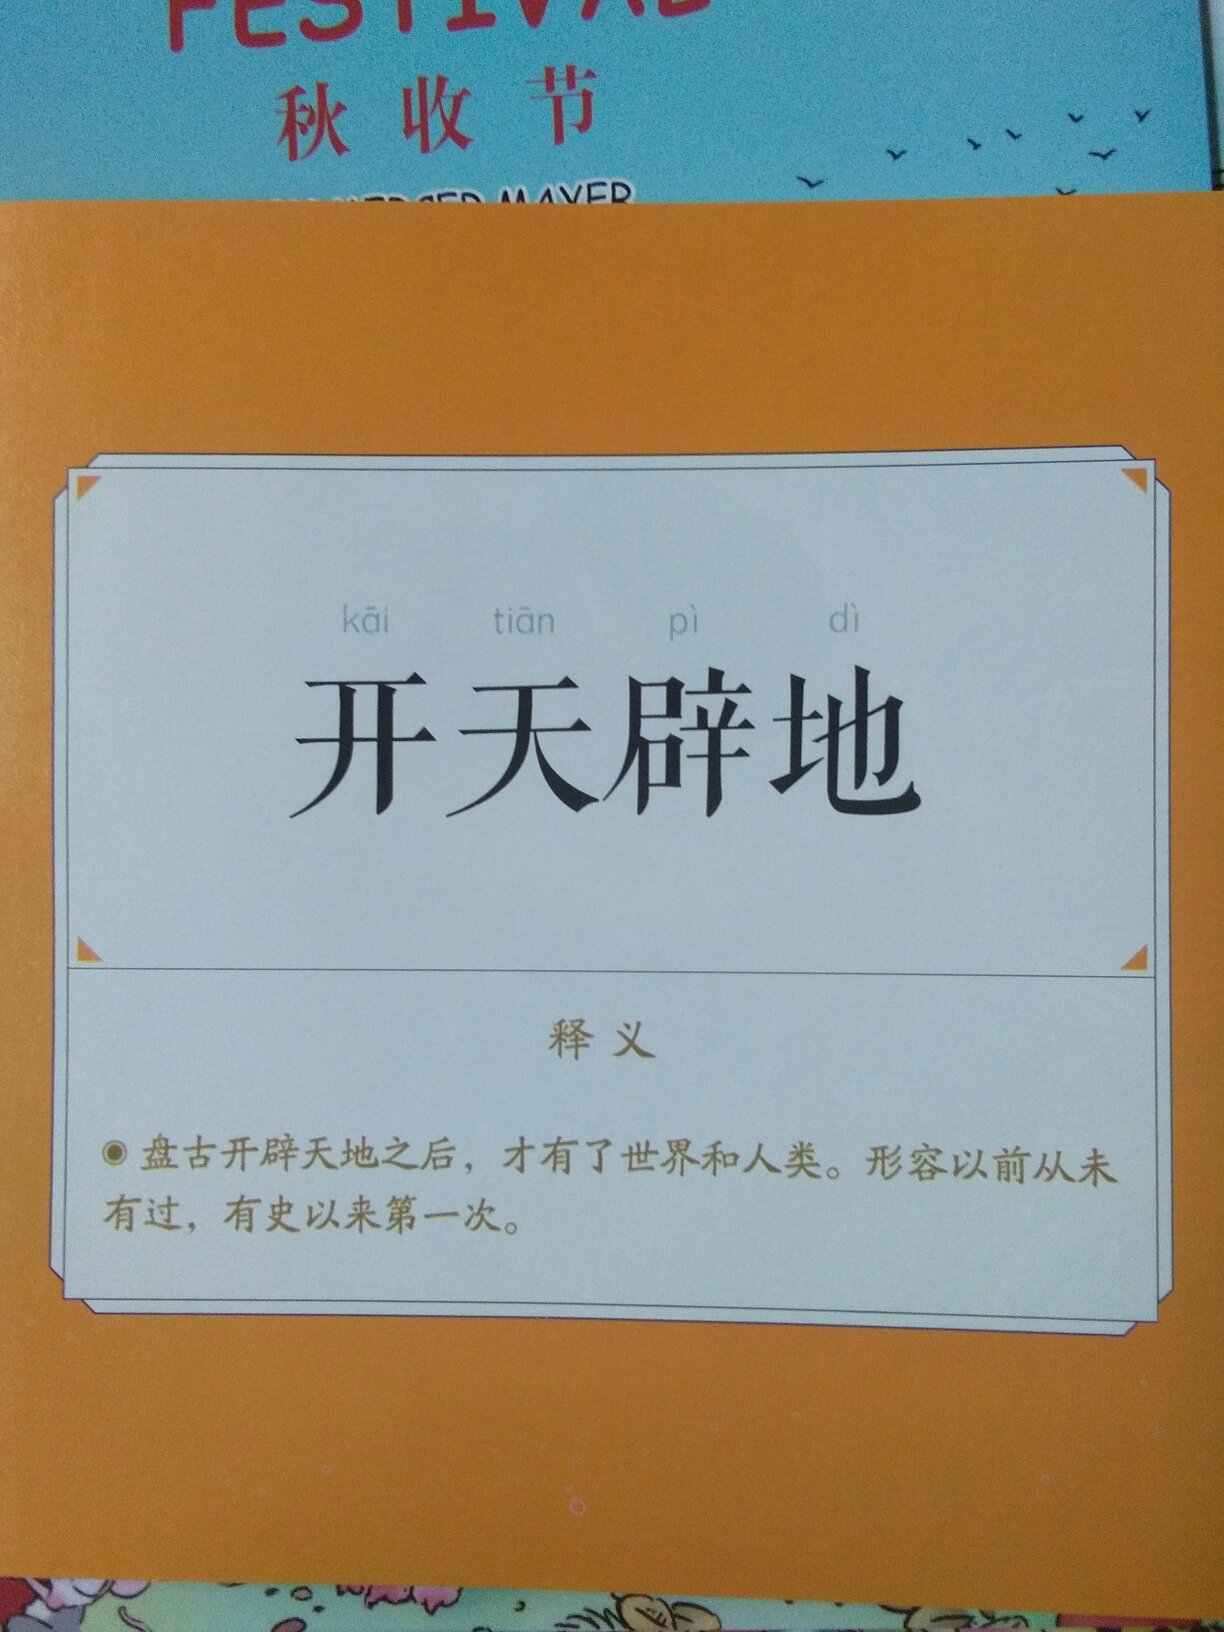 FESTIVAL
秋收节
MAYER
kāi tiān pì dì
开天辟地
释义
盘古开辟天地之后，才有了世界和人类。形容以前从未
有过，有史以来第一次。